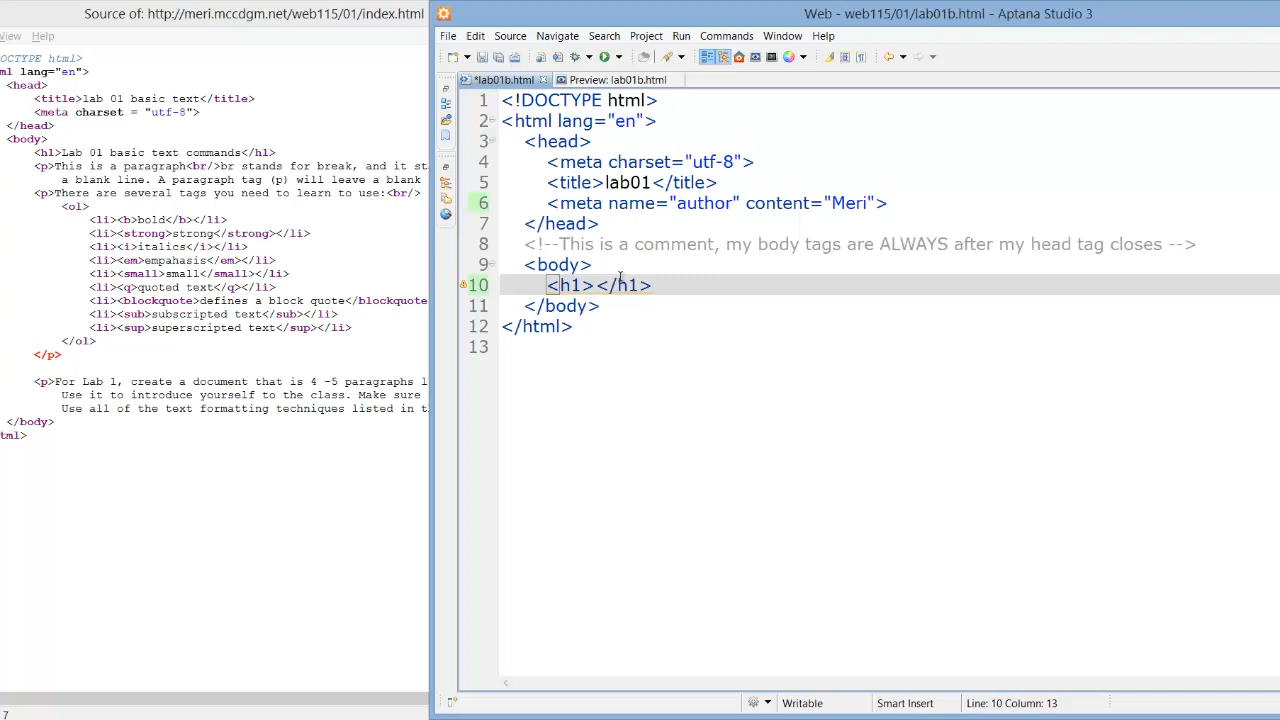 Source of: http://meri.mccdgm.net/web115/01/index.html
View Help
OCTYPE html>
ml lang="en">
<head>
<title>lab 01 basic text</title>
<meta charset = "utf-8">
</head>
<body>
<h1>Lab 01 basic text commands</h1>
<p>This is a paragraph<br/>br stands for break, and it st
a blank line. A paragraph tag (p) will leave a blank
<p>There are several tags you need to learn to use:<br/>
<ol>
<li><b>bold</b></li>
<li><strong>strong</strong></li>
<li><i>italics</i></li>
<li><em>empahasis</em></li>
<li><small>small</small></li>
<li><q>quoted text</q></li>
<li><blockquote>defines a block quote</blockquote
<li><sub>subscripted text</sub></li>
<li><sup>superscripted text</sup></li>
</ol>
</p>
<p>For Lab 1, create a document that is 4 -5 paragraphs l
Use it to introduce yourself to the class. Make sure
Use all of the text formatting techniques listed in th
</body>
tml>
7
Web - web115/01/lab01b.html - Aptana Studio 3
File Edit Source Navigate Search Project Run Commands Window Help
*lab01b.html Preview: lab01b.html
1 <!DOCTYPE html>
2 <html lang="en">
3 <head>
4 <meta charset="utf-8">
5 <title>lab01</title>
6 <meta name="author" content="Meri">
7 </head>
8 <!--This is a comment, my body tags are ALWAYS after my head tag closes -->
9 <body>
10 <h1></h1>
11 </body>
12 </html>
13
Writable Smart Insert Line: 10 Column: 13